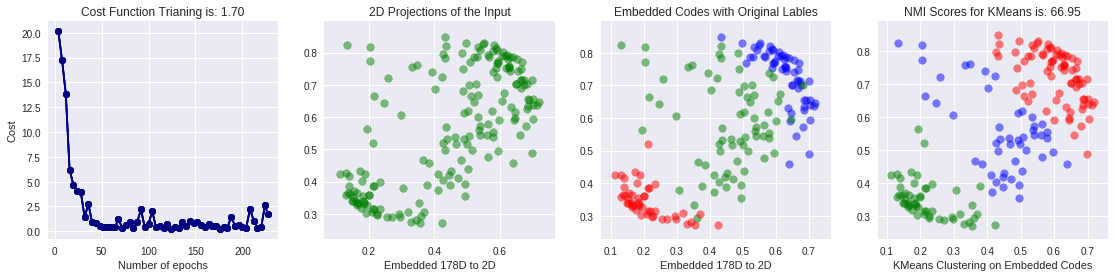 Cost Function Trianing is: 1.70
2D Projections of the Input
Embedded Codes with Original Lables
NMI Scores for KMeans is: 66.95
20.0
17.5
15.0
12.5
10.0
7.5
5.0
2.5
0.0
Cost
0 50 100 150 200
Number of epochs
0.8
0.7
0.6
0.5
0.4
0.3
0.2 0.4 0.6
Embedded 178D to 2D
0.8
0.7
0.6
0.5
0.4
0.3
0.1 0.2 0.3 0.4 0.5 0.6 0.7
Embedded 178D to 2D
0.8
0.7
0.6
0.5
0.4
0.3
0.1 0.2 0.3 0.4 0.5 0.6 0.7
KMeans Clustering on Embedded Codes